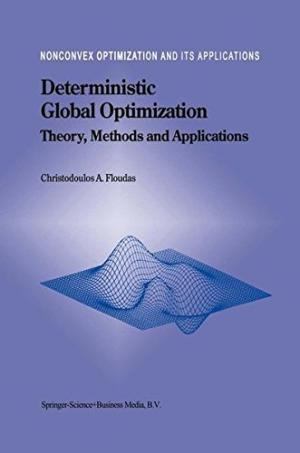 NONCONVEX OPTIMIZATION AND ITS APPLICATIONS
Deterministic
Global Optimization
Theory, Methods and Applications
Christodoulos A. Floudas
Springer-Science+Business Media, B.V.